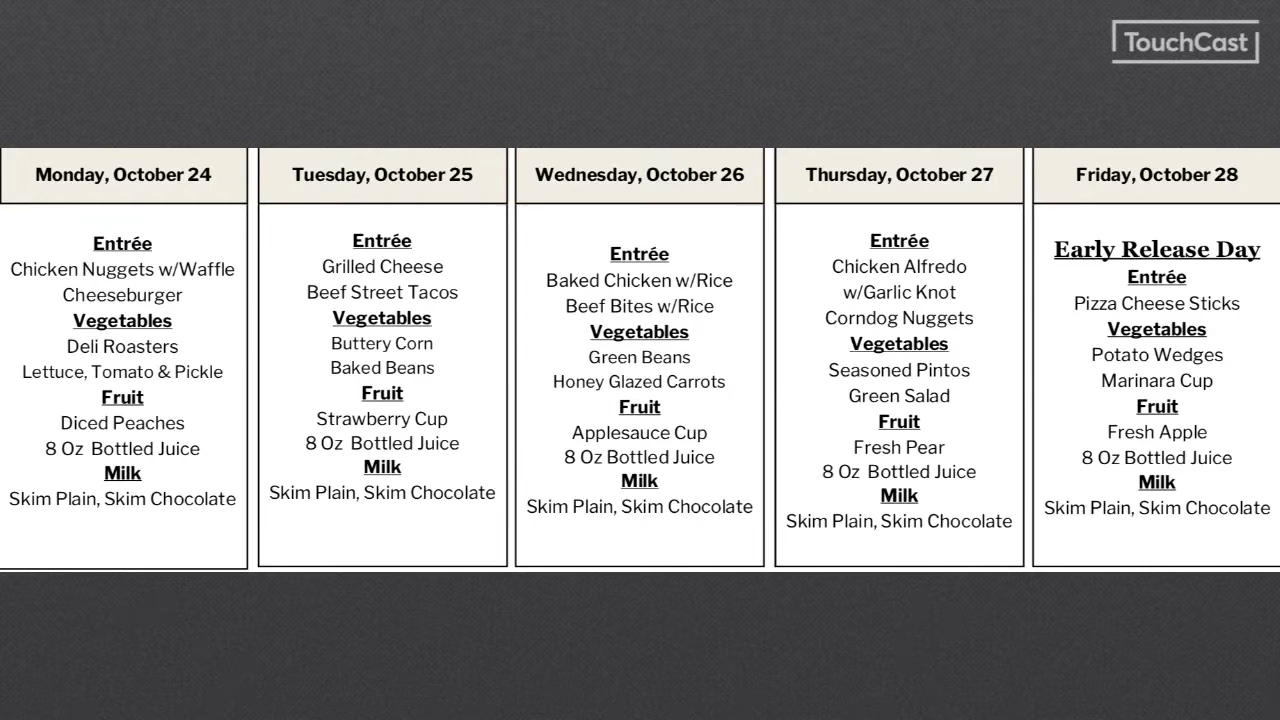 TouchCast
Monday, October 24
Entrée
Chicken Nuggets w/Waffle
Cheeseburger
Vegetables
Deli Roasters
Lettuce, Tomato & Pickle
Fruit
Diced Peaches
8 Oz Bottled Juice
Milk
Skim Plain, Skim Chocolate
Tuesday, October 25
Entrée
Grilled Cheese
Beef Street Tacos
Vegetables
Buttery Corn
Baked Beans
Fruit
Strawberry Cup
8 Oz Bottled Juice
Milk
Skim Plain, Skim Chocolate
Wednesday, October 26
Entrée
Baked Chicken w/Rice
Beef Bites w/Rice
Vegetables
Green Beans
Honey Glazed Carrots
Fruit
Applesauce Cup
8 Oz Bottled Juice
Milk
Skim Plain, Skim Chocolate
Thursday, October 27
Entrée
Chicken Alfredo
w/Garlic Knot
Corndog Nuggets
Vegetables
Seasoned Pintos
Green Salad
Fruit
Fresh Pear
8 Oz Bottled Juice
Milk
Skim Plain, Skim Chocolate
Friday, October 28
Early Release Day
Entrée
Pizza Cheese Sticks
Vegetables
Potato Wedges
Marinara Cup
Fruit
Fresh Apple
8 Oz Bottled Juice
Milk
Skim Plain, Skim Chocolate